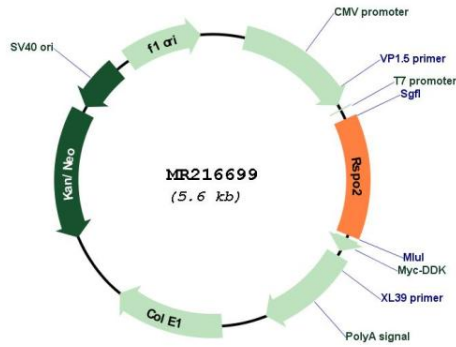 CMV promoter
SV40 ori
f1 ori
VP1.5 primer
T7 promoter
SgfI
Kan/Neo
MR216699
(5.6 kb)
Rspo2
MluI
Myc-DDK
XL39 primer
Col E1
PolyA signal